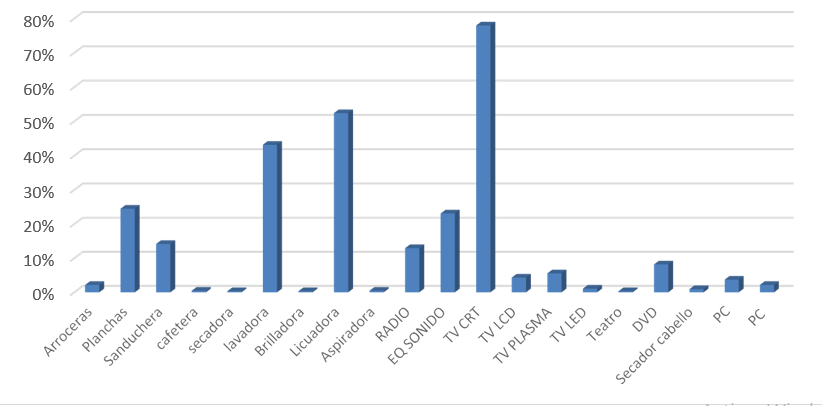 80%
70%
60%
50%
40%
30%
20%
10%
0%
Arroceras
Planchas
Sanduchera
cafetera
secadora
lavadora
Brilladora
Licuadora
Aspiradora
RADIO
EQ SONIDO
TV CRT
TV LCD
TV PLASMA
TV LED
Teatro
DVD
Secador cabello
PC
PC